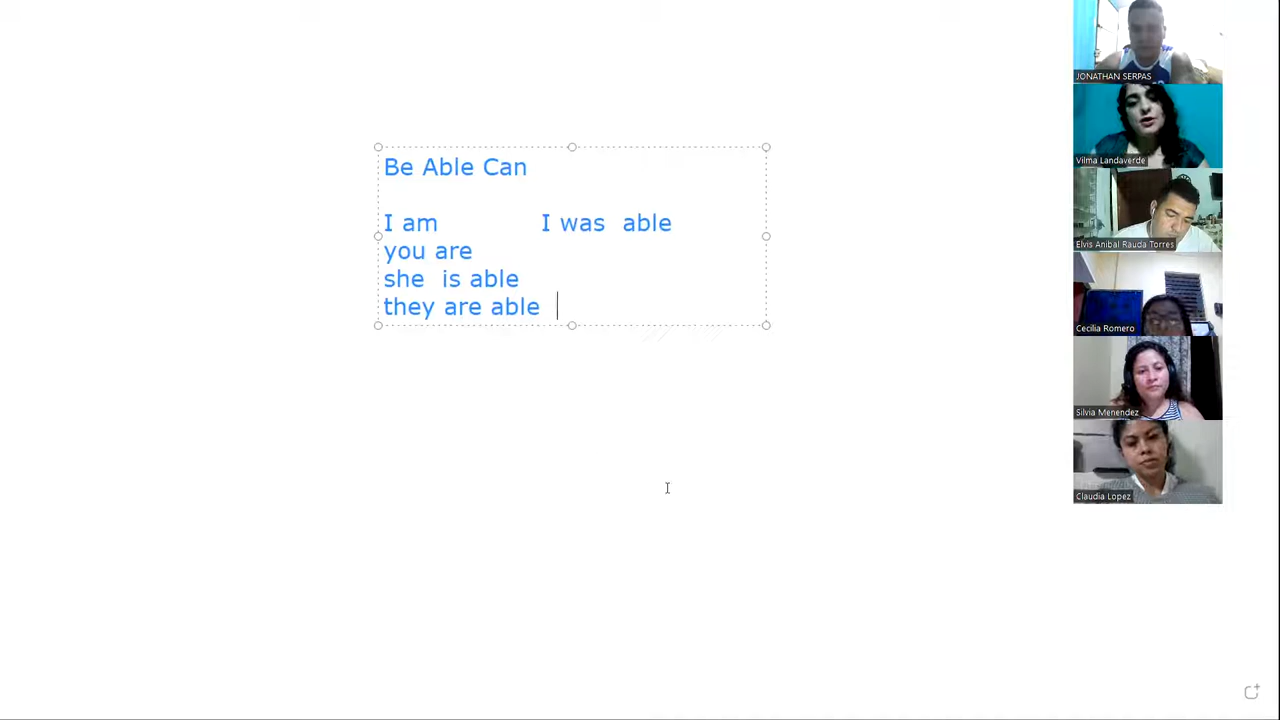 Be Able Can
I am I was able
you are
she is able
they are able
JONATHAN SERPAS
Vilma Landaverde
Elvis Anibal Rauda Torres
Cecilia Romero
Silvia Menendez
Claudia Lopez